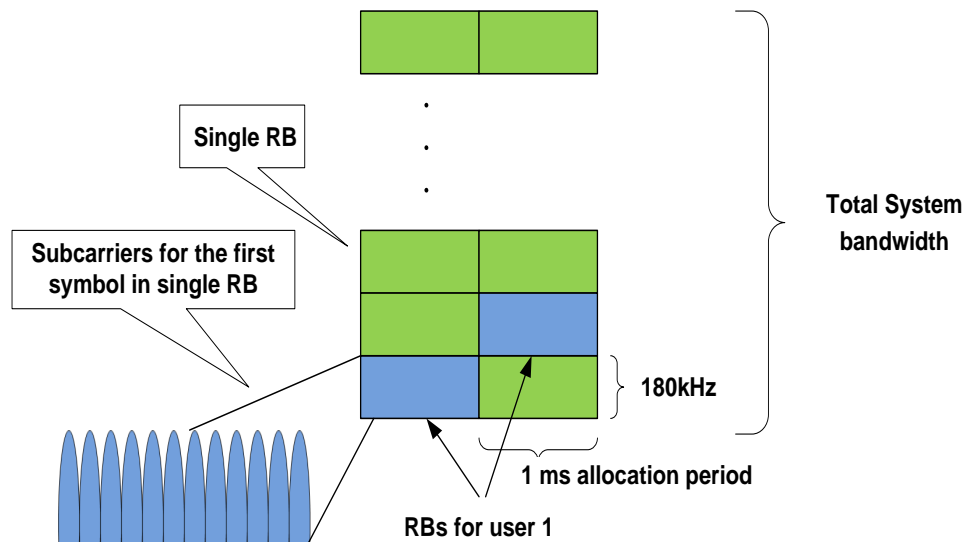 Single RB
Subcarriers for the first
symbol in single RB
Total System
bandwidth
180kHz
1 ms allocation period
RBs for user 1